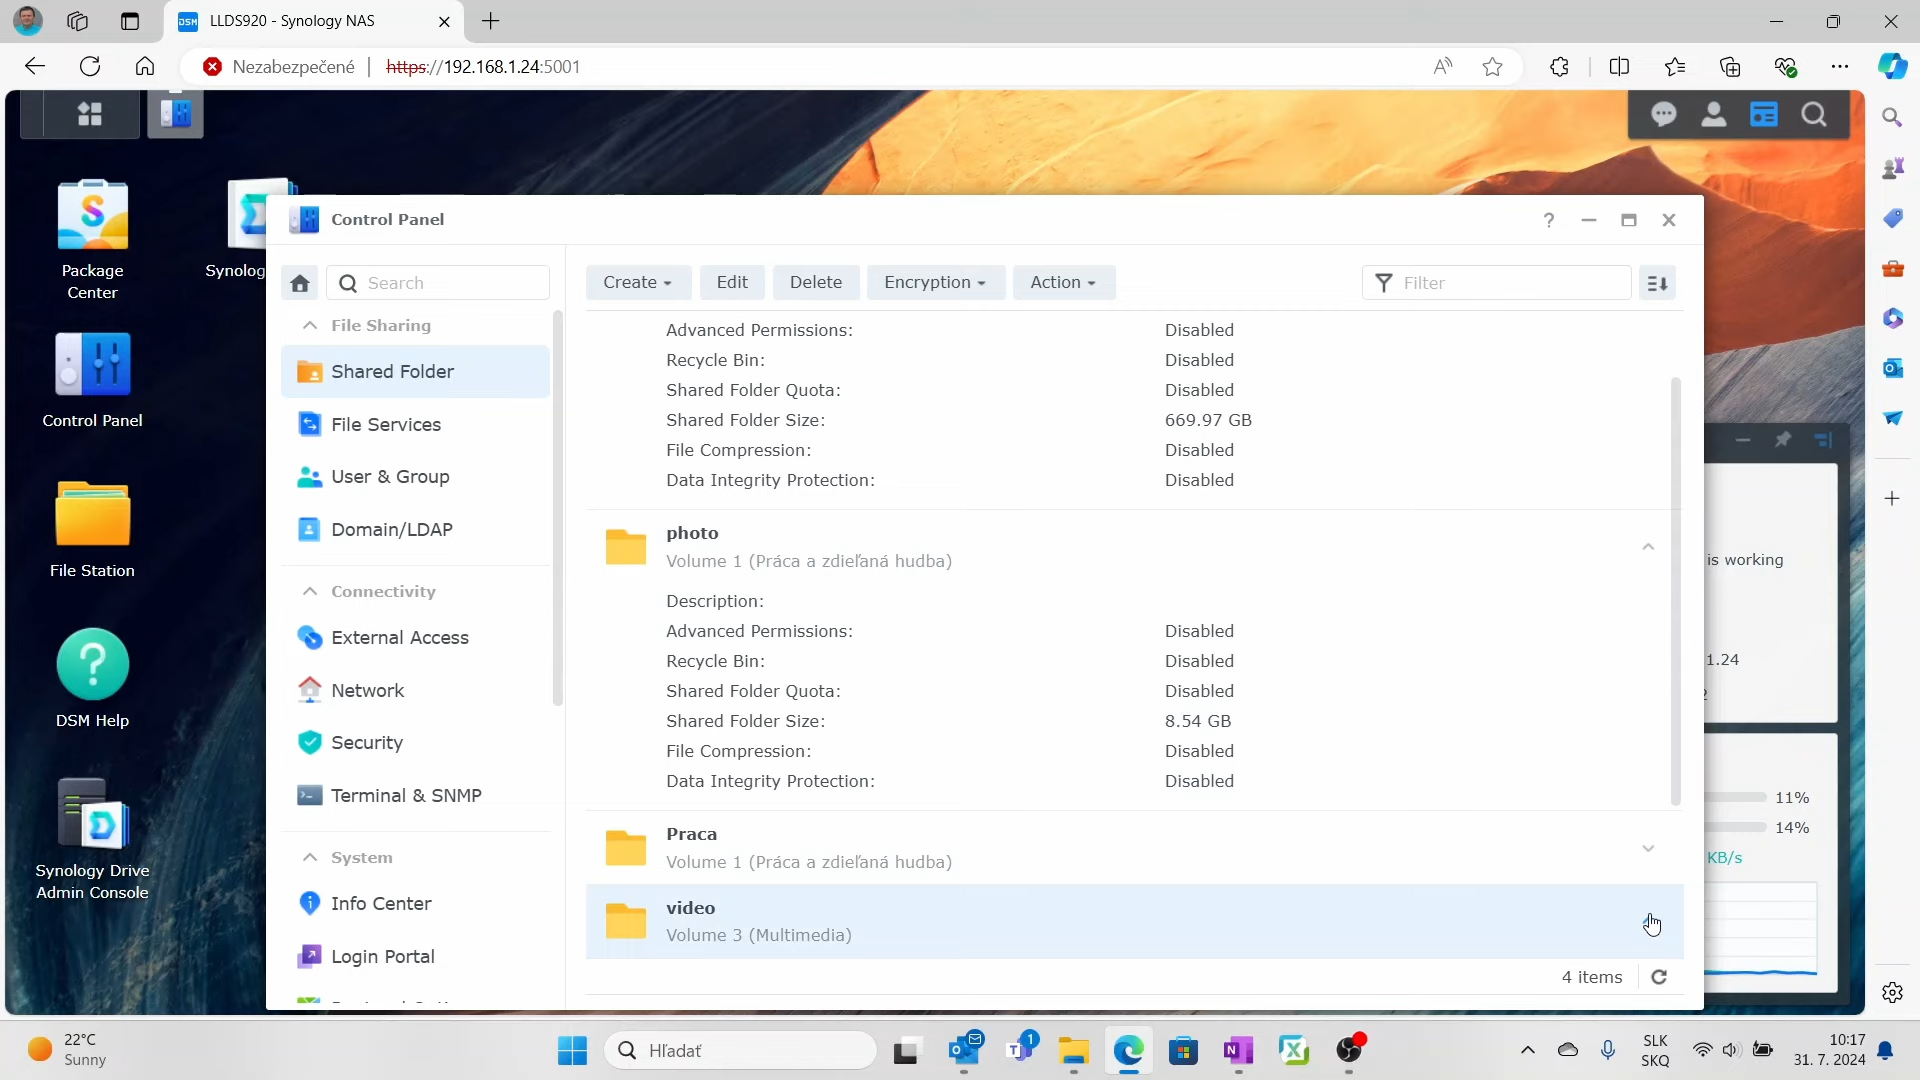 LLDS920 - Synology NAS
Nezabezpečené
https://192.168.1.24:5001
Package
Center
Synolog
Control Panel
File Station
DSM Help
Synology Drive
Admin Console
Control Panel
Search
File Sharing
Shared Folder
File Services
User & Group
Domain/LDAP
Connectivity
External Access
Network
Security
Terminal & SNMP
System
Info Center
Login Portal
Create
Edit
Delete
Encryption
Action
Filter
Advanced Permissions: Disabled
Recycle Bin: Disabled
Shared Folder Quota: Disabled
Shared Folder Size: 669.97 GB
File Compression: Disabled
Data Integrity Protection: Disabled
photo
Volume 1 (Práca a zdieľaná hudba)
Description:
Advanced Permissions: Disabled
Recycle Bin: Disabled
Shared Folder Quota: Disabled
Shared Folder Size: 8.54 GB
File Compression: Disabled
Data Integrity Protection: Disabled
Praca
Volume 1 (Práca a zdieľaná hudba)
video
Volume 3 (Multimedia)
4 items
is working
1.24
11%
14%
KB/s
22°C
Sunny
Hľadať
1
SLK
SKQ
10:17
31. 7. 2024